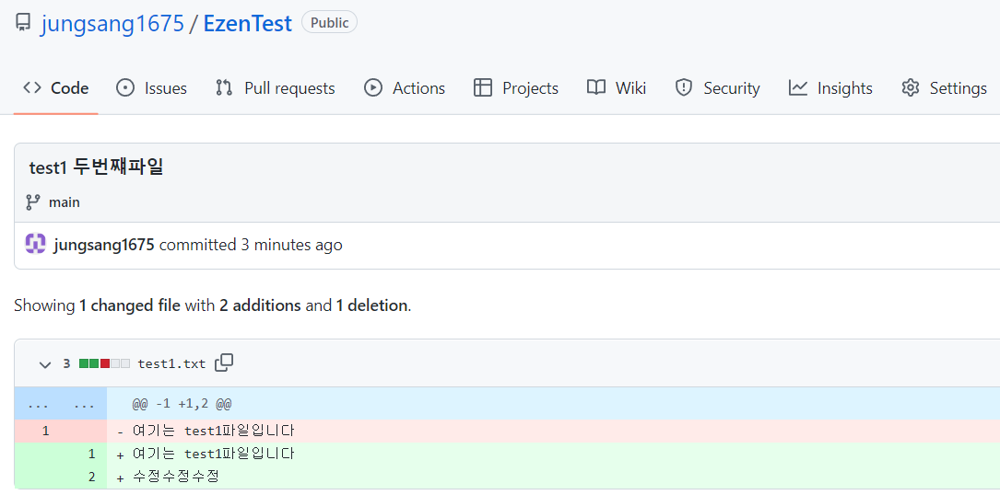 jungsang1675 / EzenTest Public
Code Issues Pull requests Actions Projects Wiki Security Insights Settings
test1 두번쨰파일
main
jungsang1675 committed 3 minutes ago
Showing 1 changed file with 2 additions and 1 deletion.
3 test1.txt
... ... @@ -1 +1,2 @@
1 - 여기는 test1파일입니다
1 + 여기는 test1파일입니다
2 + 수정수정수정